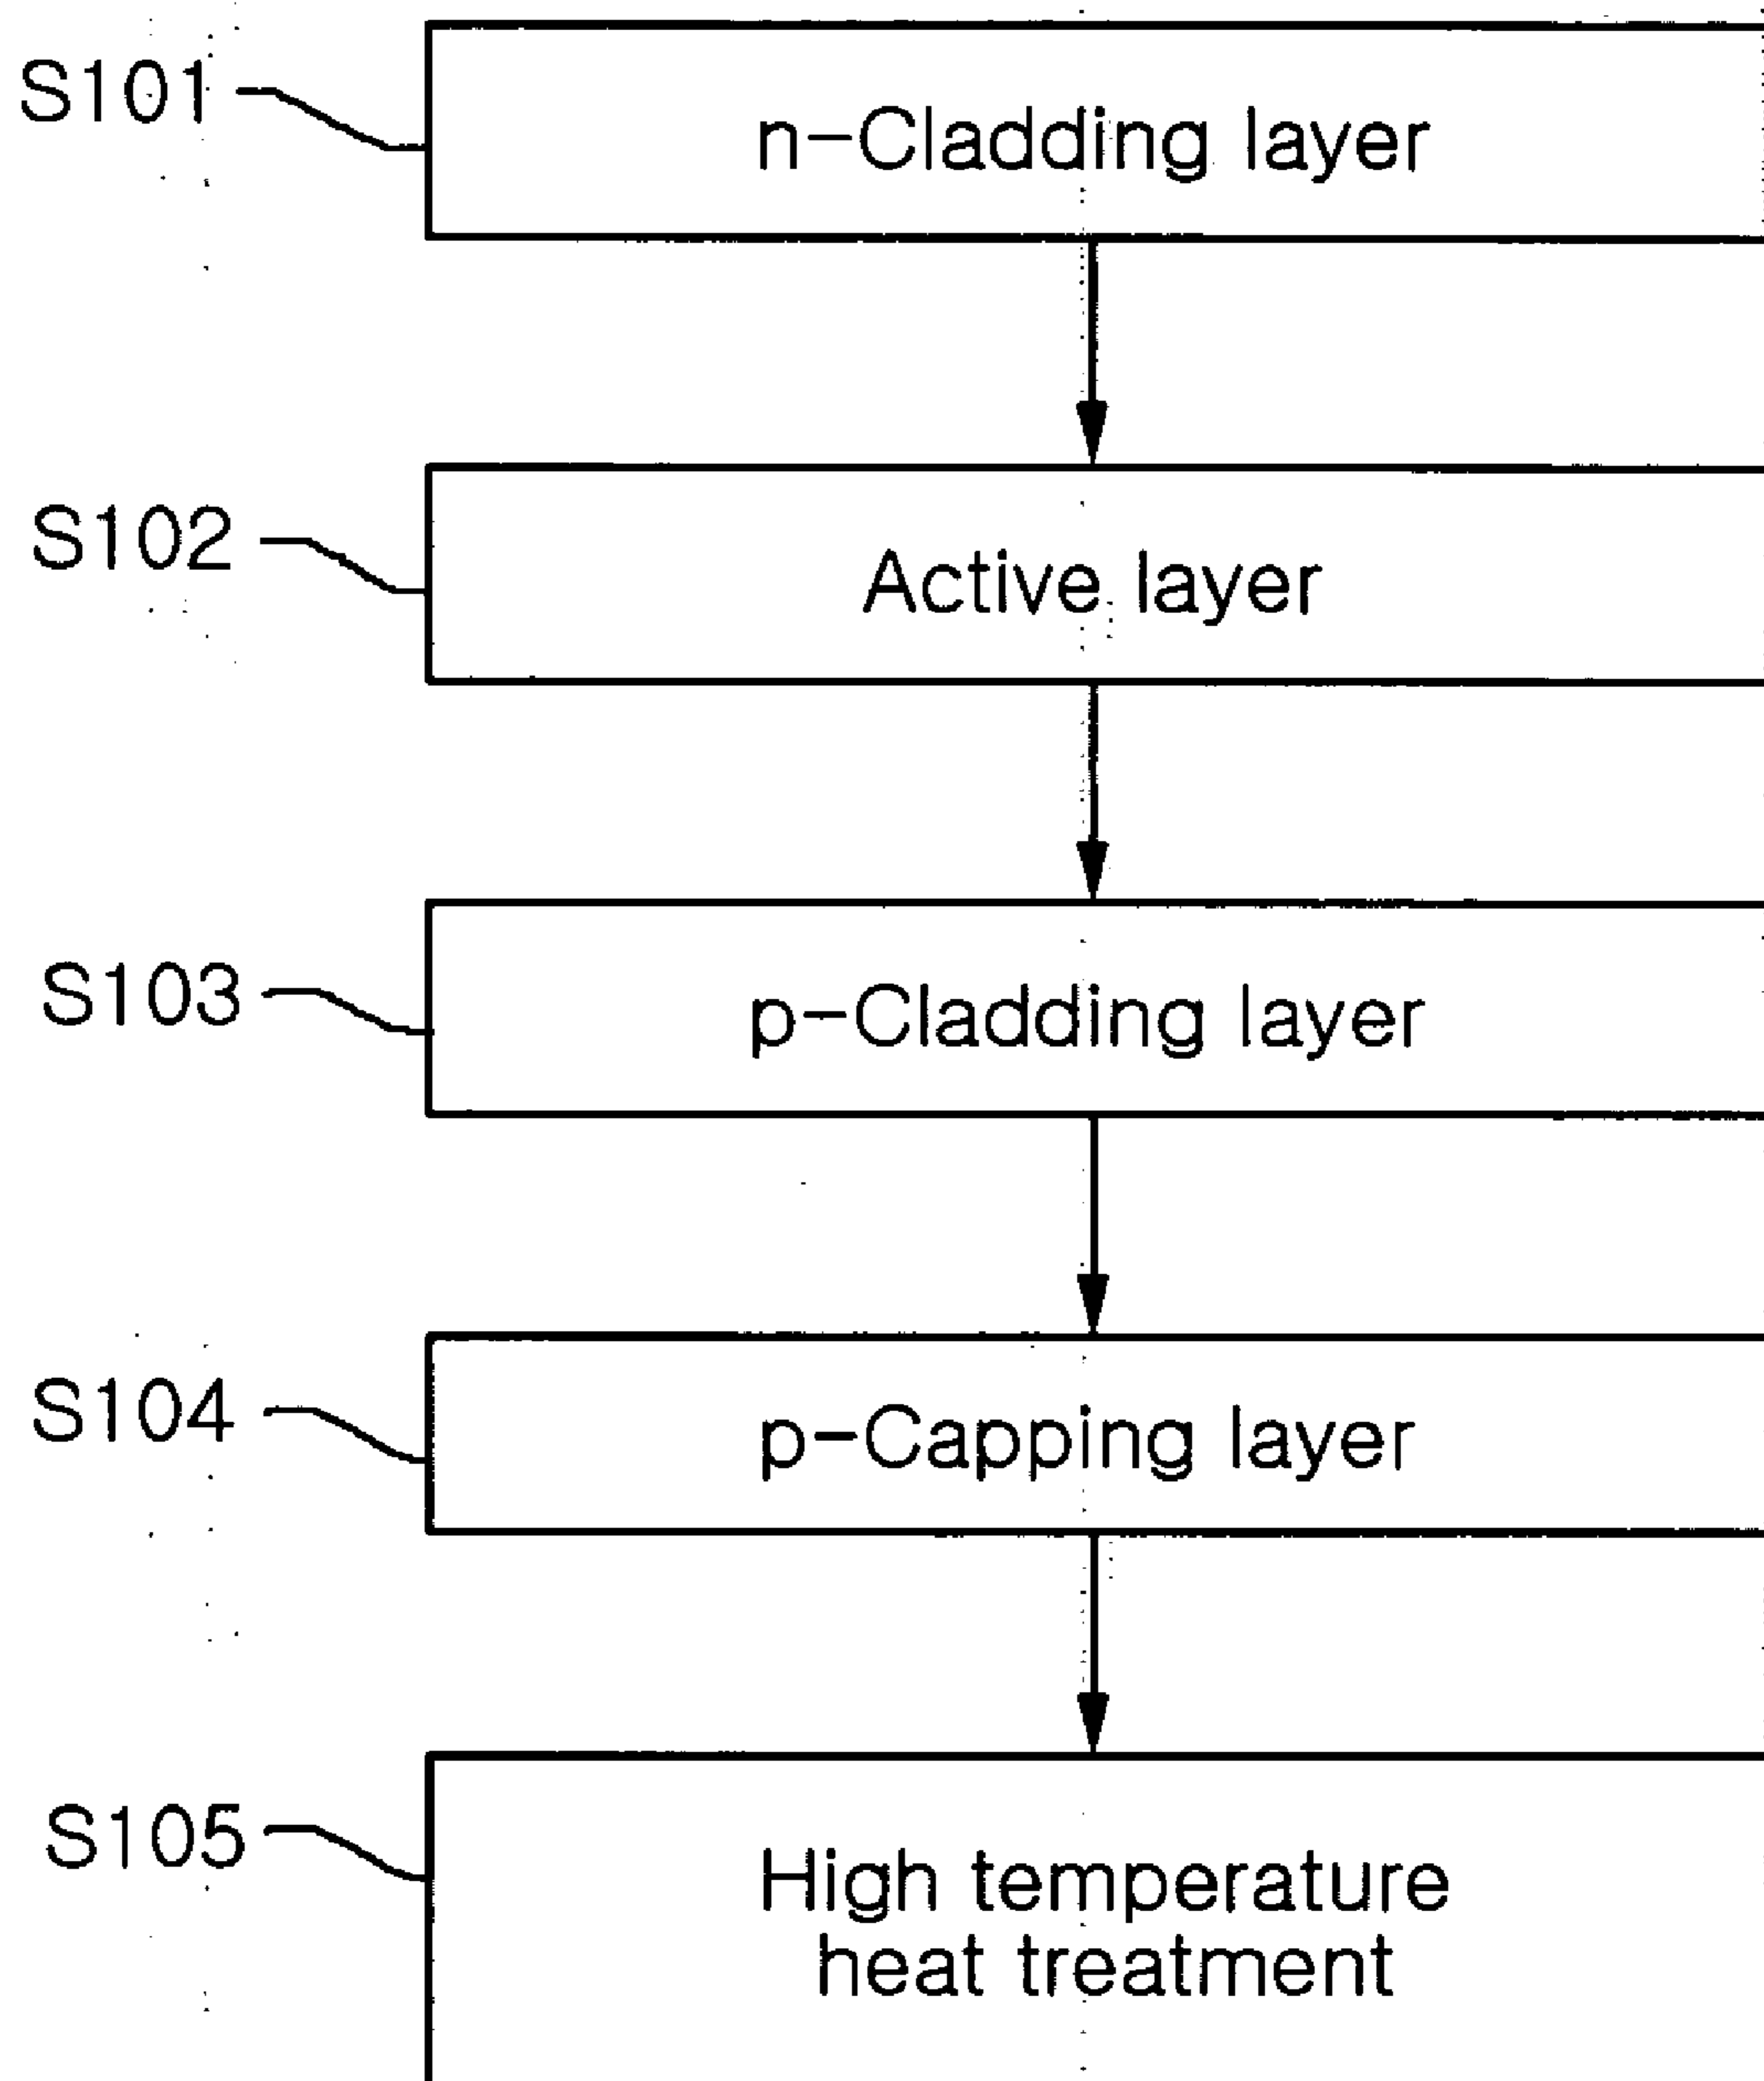 S101
n-Cladding layer
S102
Active layer
S103
p-Cladding layer
S104
p-Capping layer
S105
High temperature
heat treatment